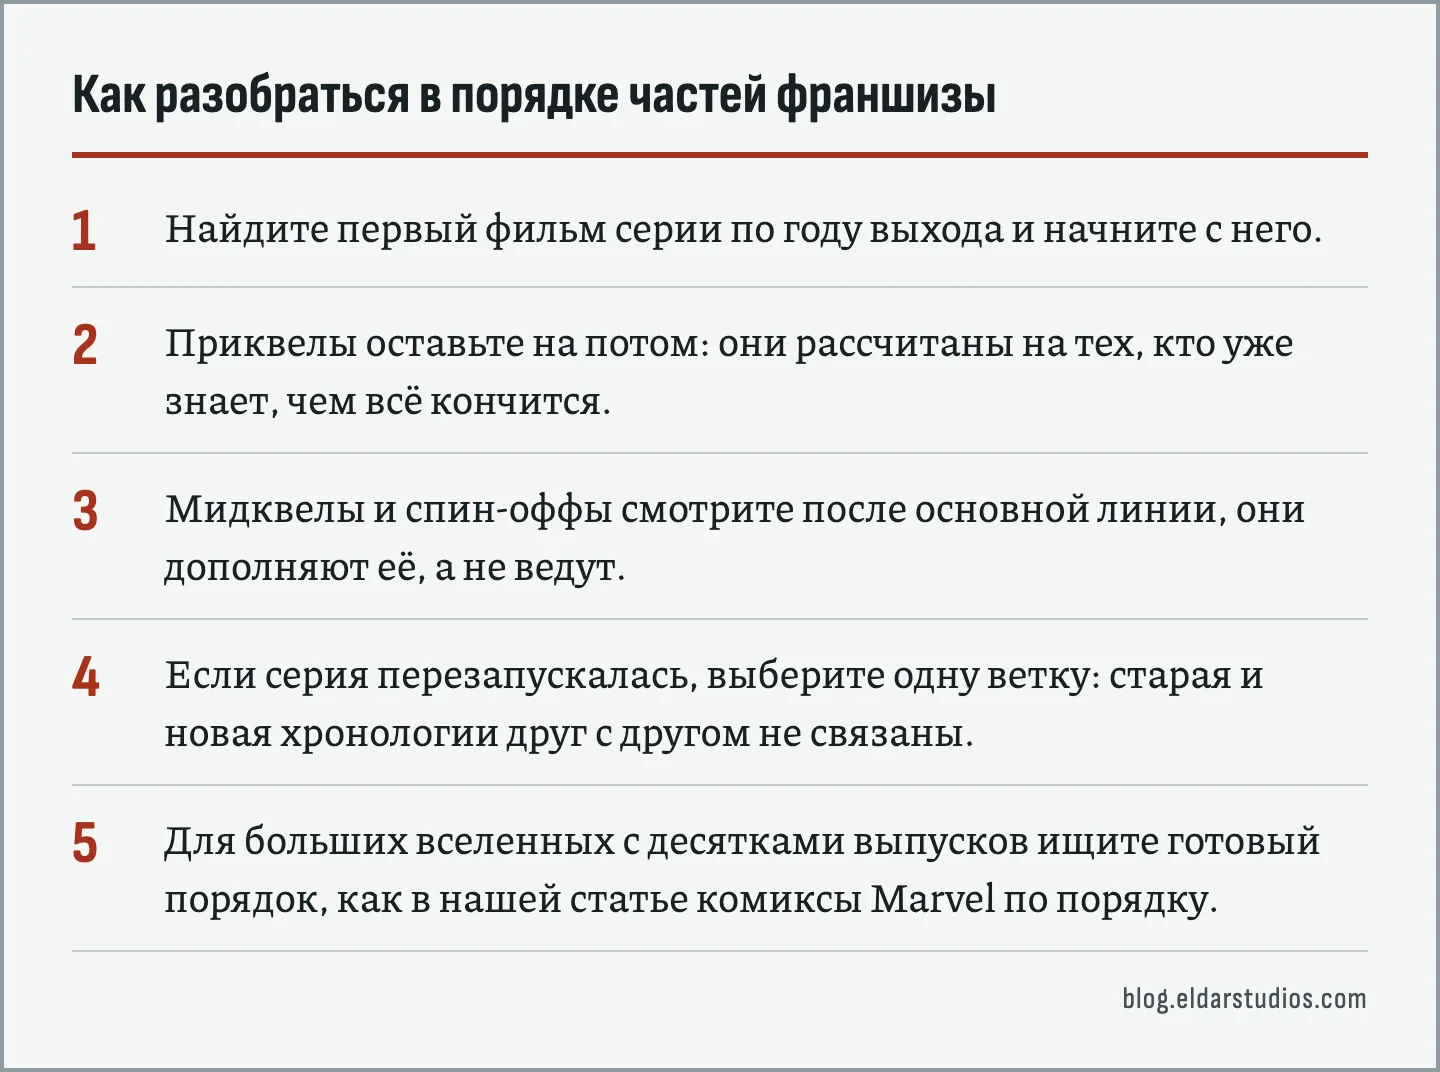 Как разобраться в порядке частей франшизы
1 Найдите первый фильм серии по году выхода и начните с него.
2 Приквелы оставьте на потом: они рассчитаны на тех, кто уже
знает, чем всё кончится.
3 Мидквелы и спин-оффы смотрите после основной линии, они
дополняют её, а не ведут.
4 Если серия перезапускалась, выберите одну ветку: старая и
новая хронологии друг с другом не связаны.
5 Для больших вселенных с десятками выпусков ищите готовый
порядок, как в нашей статье комиксы Marvel по порядку.
blog.eldarstudios.com